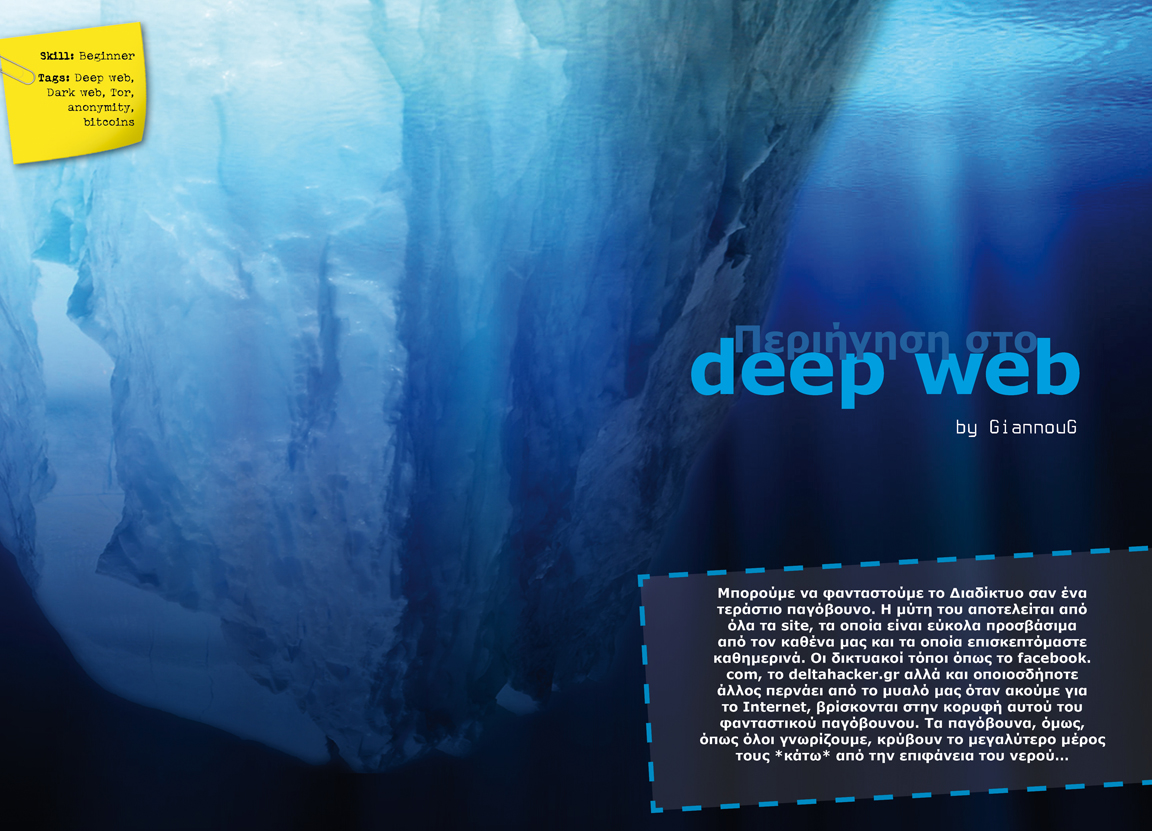 Skill: Beginner
Tags: Deep web,
Dark web, Tor,
anonymity,
bitcoins
Περιήγηση στο
deep web
by GiannouG
Μπορούμε να φανταστούμε το Διαδίκτυο σαν ένα
τεράστιο παγόβουνο. Η μύτη του αποτελείται από
όλα τα site, τα οποία είναι εύκολα προσβάσιμα
από τον καθένα μας και τα οποία επισκεπτόμαστε
καθημερινά. Οι δικτυακοί τόποι όπως το facebook.
com, το deltahacker.gr αλλά και οποιοσδήποτε
άλλος περνάει από το μυαλό μας όταν ακούμε για
το Internet, βρίσκονται στην κορυφή αυτού του
φανταστικού παγόβουνου. Τα παγόβουνα, όμως,
όπως όλοι γνωρίζουμε, κρύβουν το μεγαλύτερο μέρος
τους *κάτω* από την επιφάνεια του νερού...